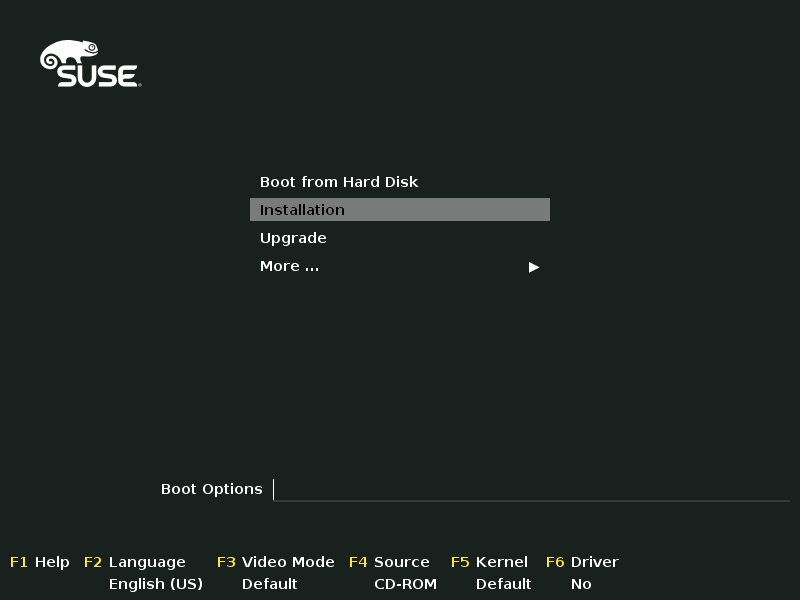 SUSE
Boot from Hard Disk
Installation
Upgrade
More ...
Boot Options
F1 Help F2 Language F3 Video Mode F4 Source F5 Kernel F6 Driver
English (US) Default CD-ROM Default No